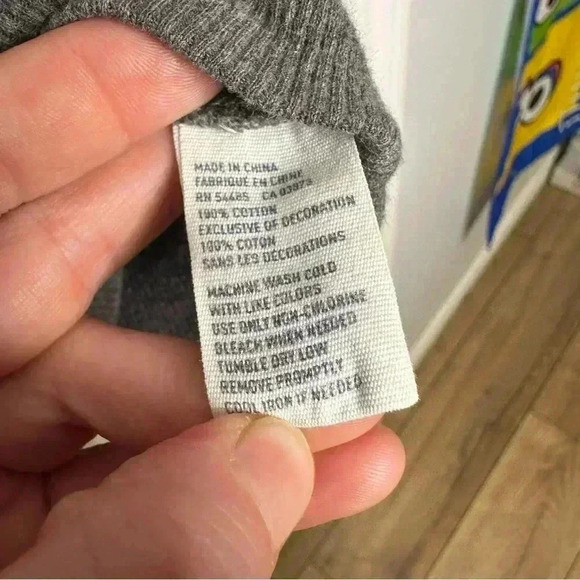 MADE IN CHINA
FABRIQUE EN CHINE
RN 54485 CA 03973
100% COTTON
EXCLUSIVE OF DECORATION
100% COTON
SANS LES DÉCORATIONS
MACHINE WASH COLD
WITH LIKE COLORS
USE ONLY NON-CHLORINE
BLEACH WHEN NEEDED
TUMBLE DRY LOW
REMOVE PROMPTLY
COOL IRON IF NEEDED